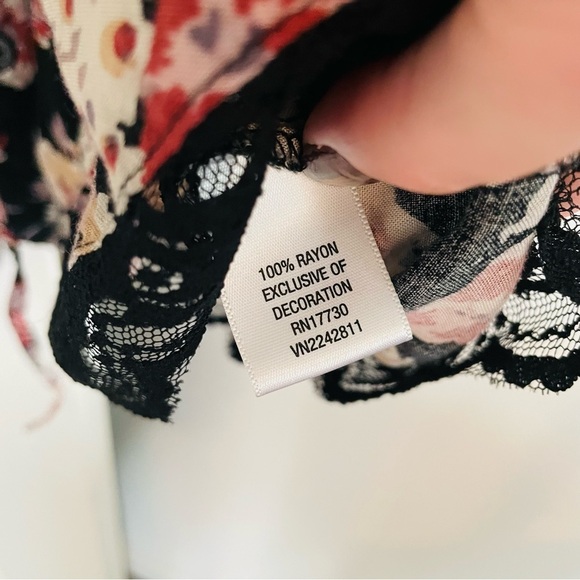 100% RAYON
EXCLUSIVE OF
DECORATION
RN17730
VN2242811